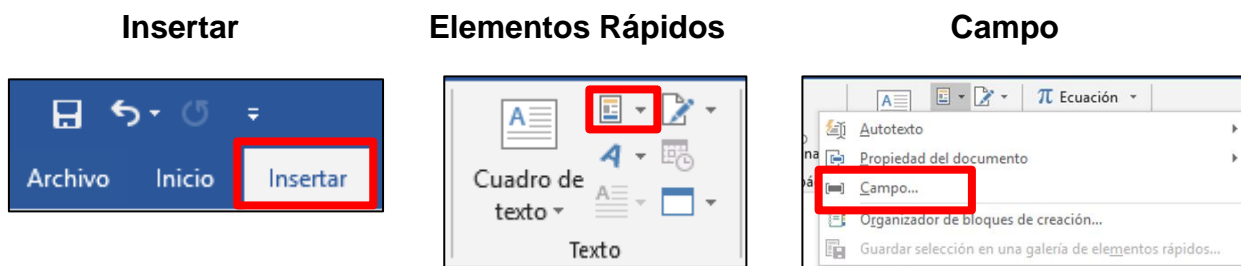 Insertar
Elementos Rápidos
Campo
Archivo Inicio Insertar
A
Cuadro de
texto
A
A
Texto
A
π Ecuación
na
Autotexto
Propiedad del documento
Campo...
Organizador de bloques de creación...
Guardar selección en una galería de elementos rápidos...